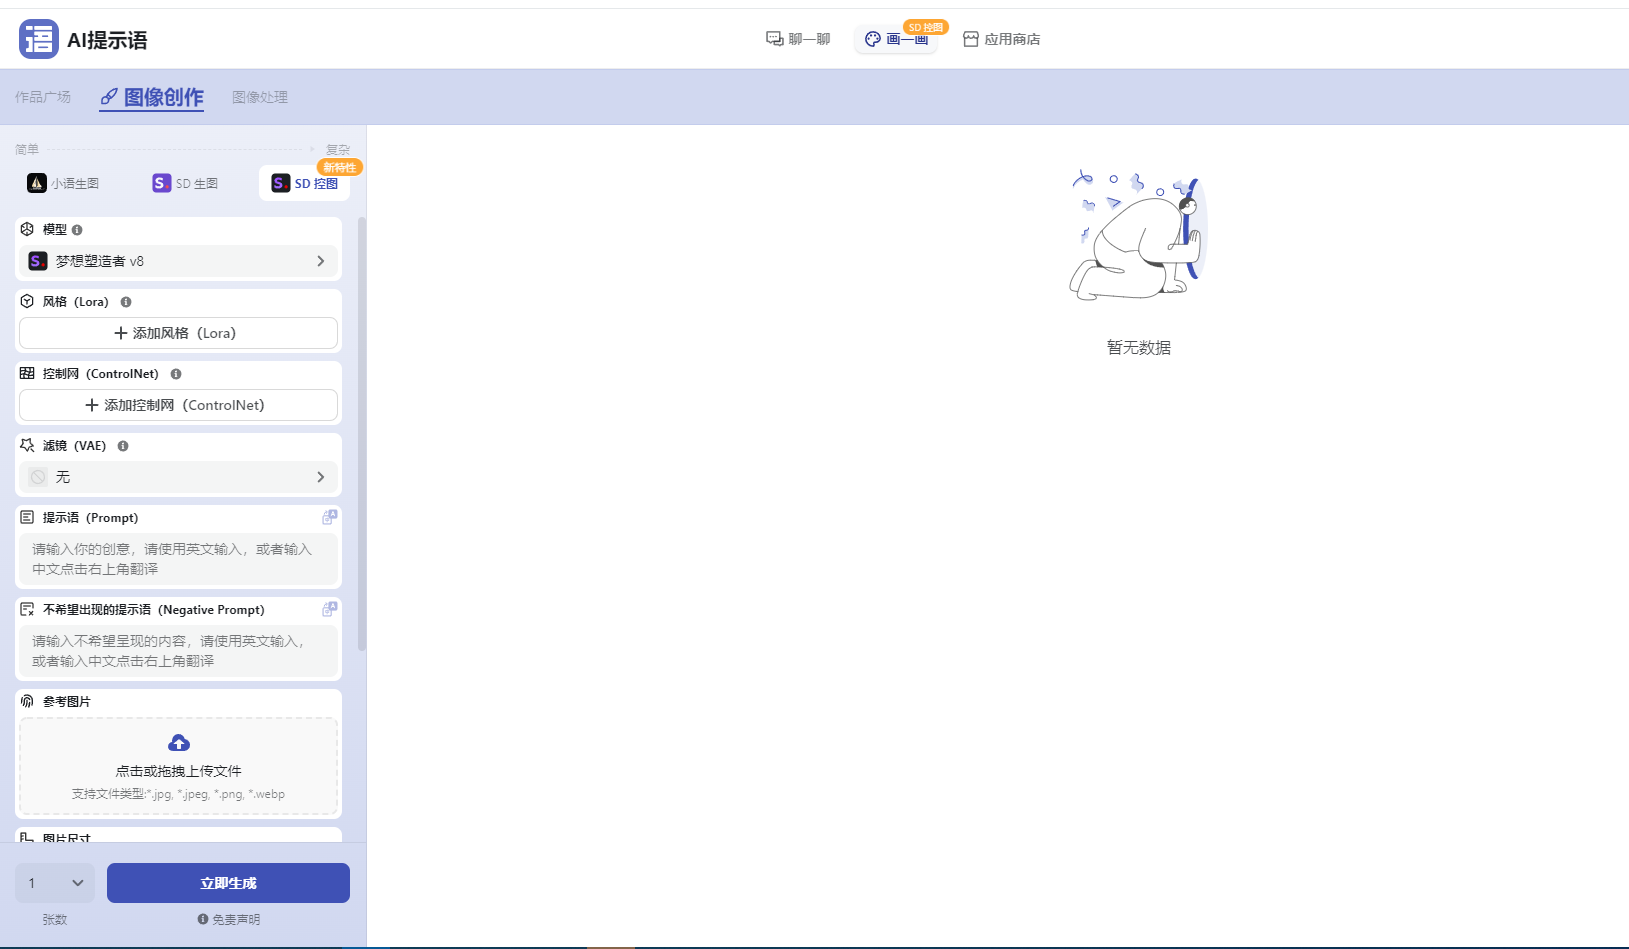 语 AI提示语
聊一聊
画一画
SD 控图
应用商店
作品广场
图像创作
图像处理
简单
复杂
小语生图
SD 生图
SD 控图
新特性
模型
梦想塑造者 v8
风格（Lora）
添加风格（Lora）
控制网（ControlNet）
添加控制网（ControlNet）
滤镜（VAE）
无
提示语（Prompt）
请输入你的创意，请使用英文输入，或者输入
中文点击右上角翻译
不希望出现的提示语（Negative Prompt）
请输入不希望呈现的内容，请使用英文输入，
或者输入中文点击右上角翻译
参考图片
点击或拖拽上传文件
支持文件类型:*.jpg, *.jpeg, *.png, *.webp
图片尺寸
1
立即生成
张数
免责声明
暂无数据